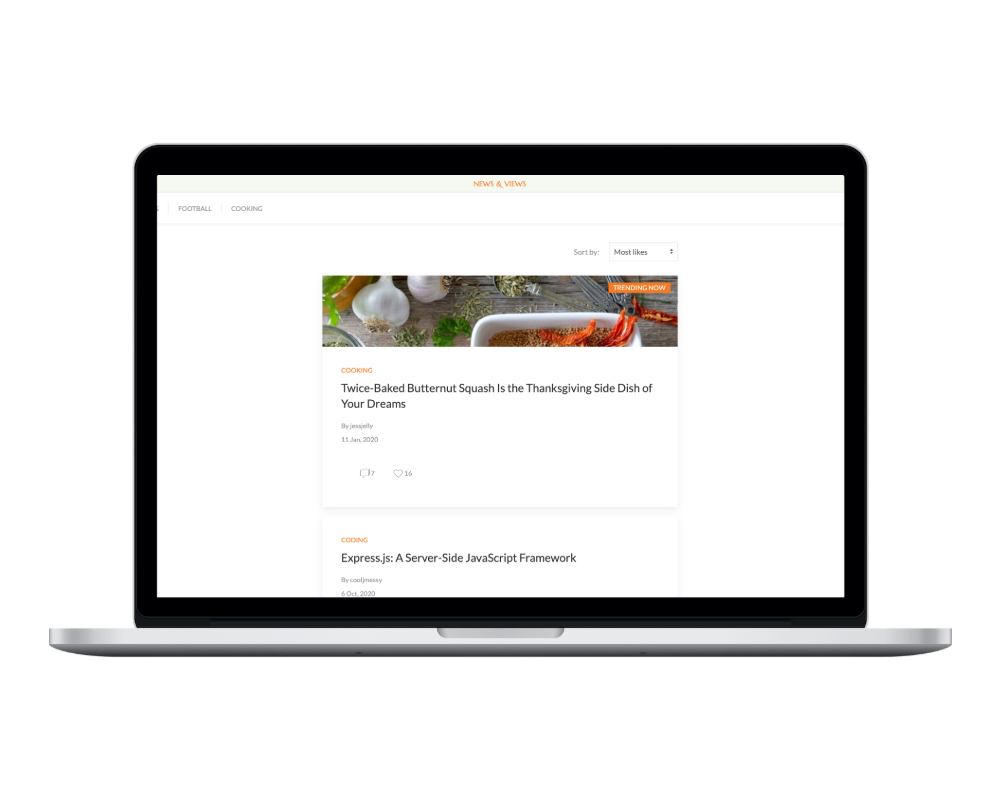 NEWS & VIEWS
FOOTBALL
COOKING
Sort by:
Most likes
TRENDING NOW
COOKING
Twice-Baked Butternut Squash Is the Thanksgiving Side Dish of
Your Dreams
By jessjelly
11 Jan, 2020
7
16
CODING
Express.js: A Server-Side JavaScript Framework
By cooljmessy
6 Oct, 2020